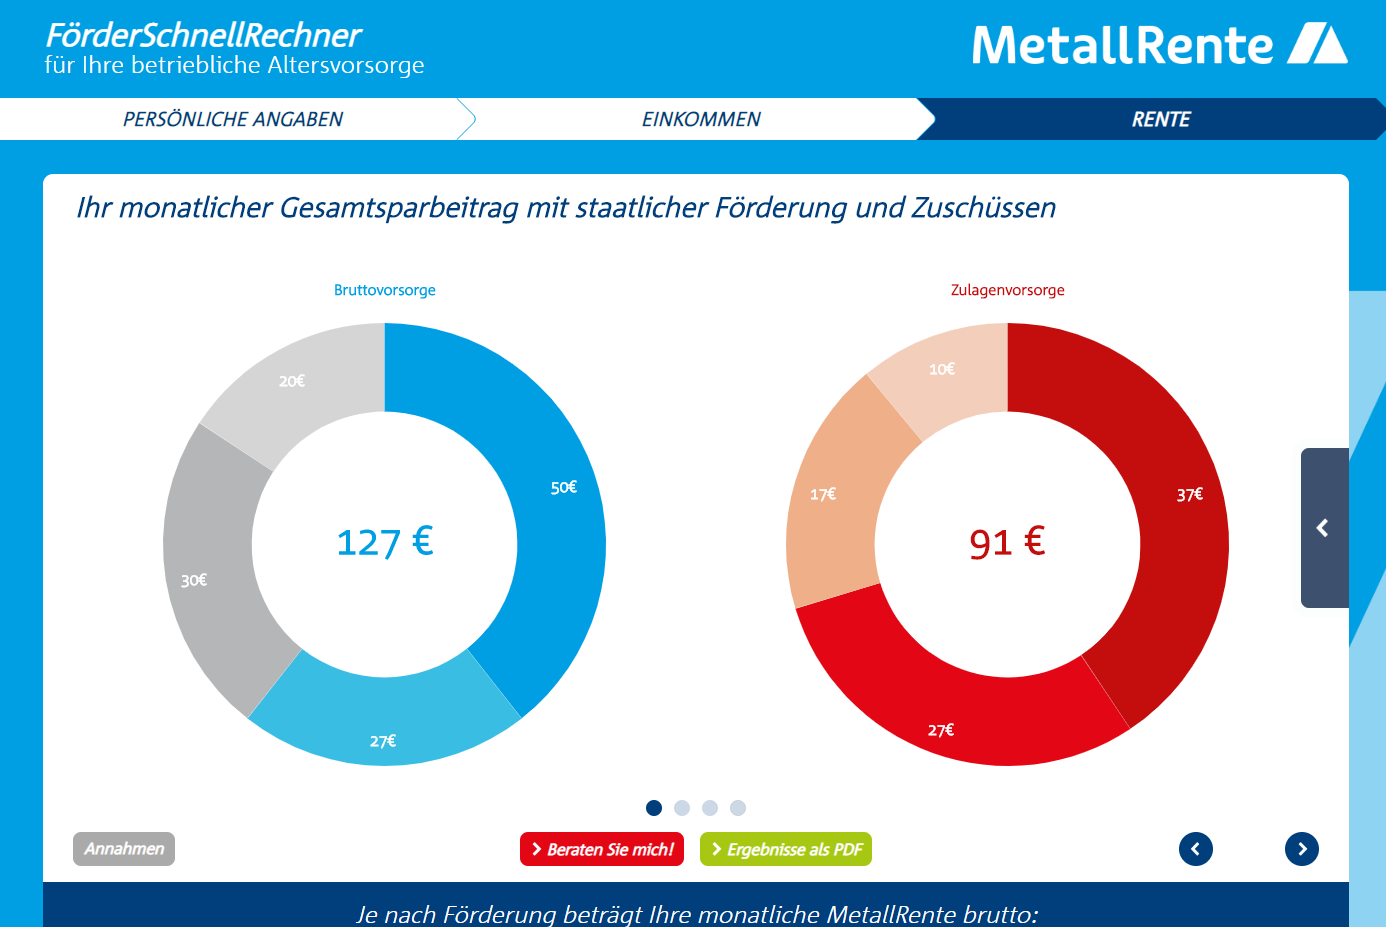 FörderSchnellRechner
für Ihre betriebliche Altersvorsorge
MetallRente
PERSÖNLICHE ANGABEN
EINKOMMEN
RENTE
Ihr monatlicher Gesamtsparbeitrag mit staatlicher Förderung und Zuschüssen
Bruttovorsorge
20€
50€
127 €
30€
27€
Zulagenvorsorge
10€
17€
37€
91 €
27€
Annahmen
Beraten Sie mich!
Ergebnisse als PDF
Je nach Förderung beträgt Ihre monatliche MetallRente brutto: